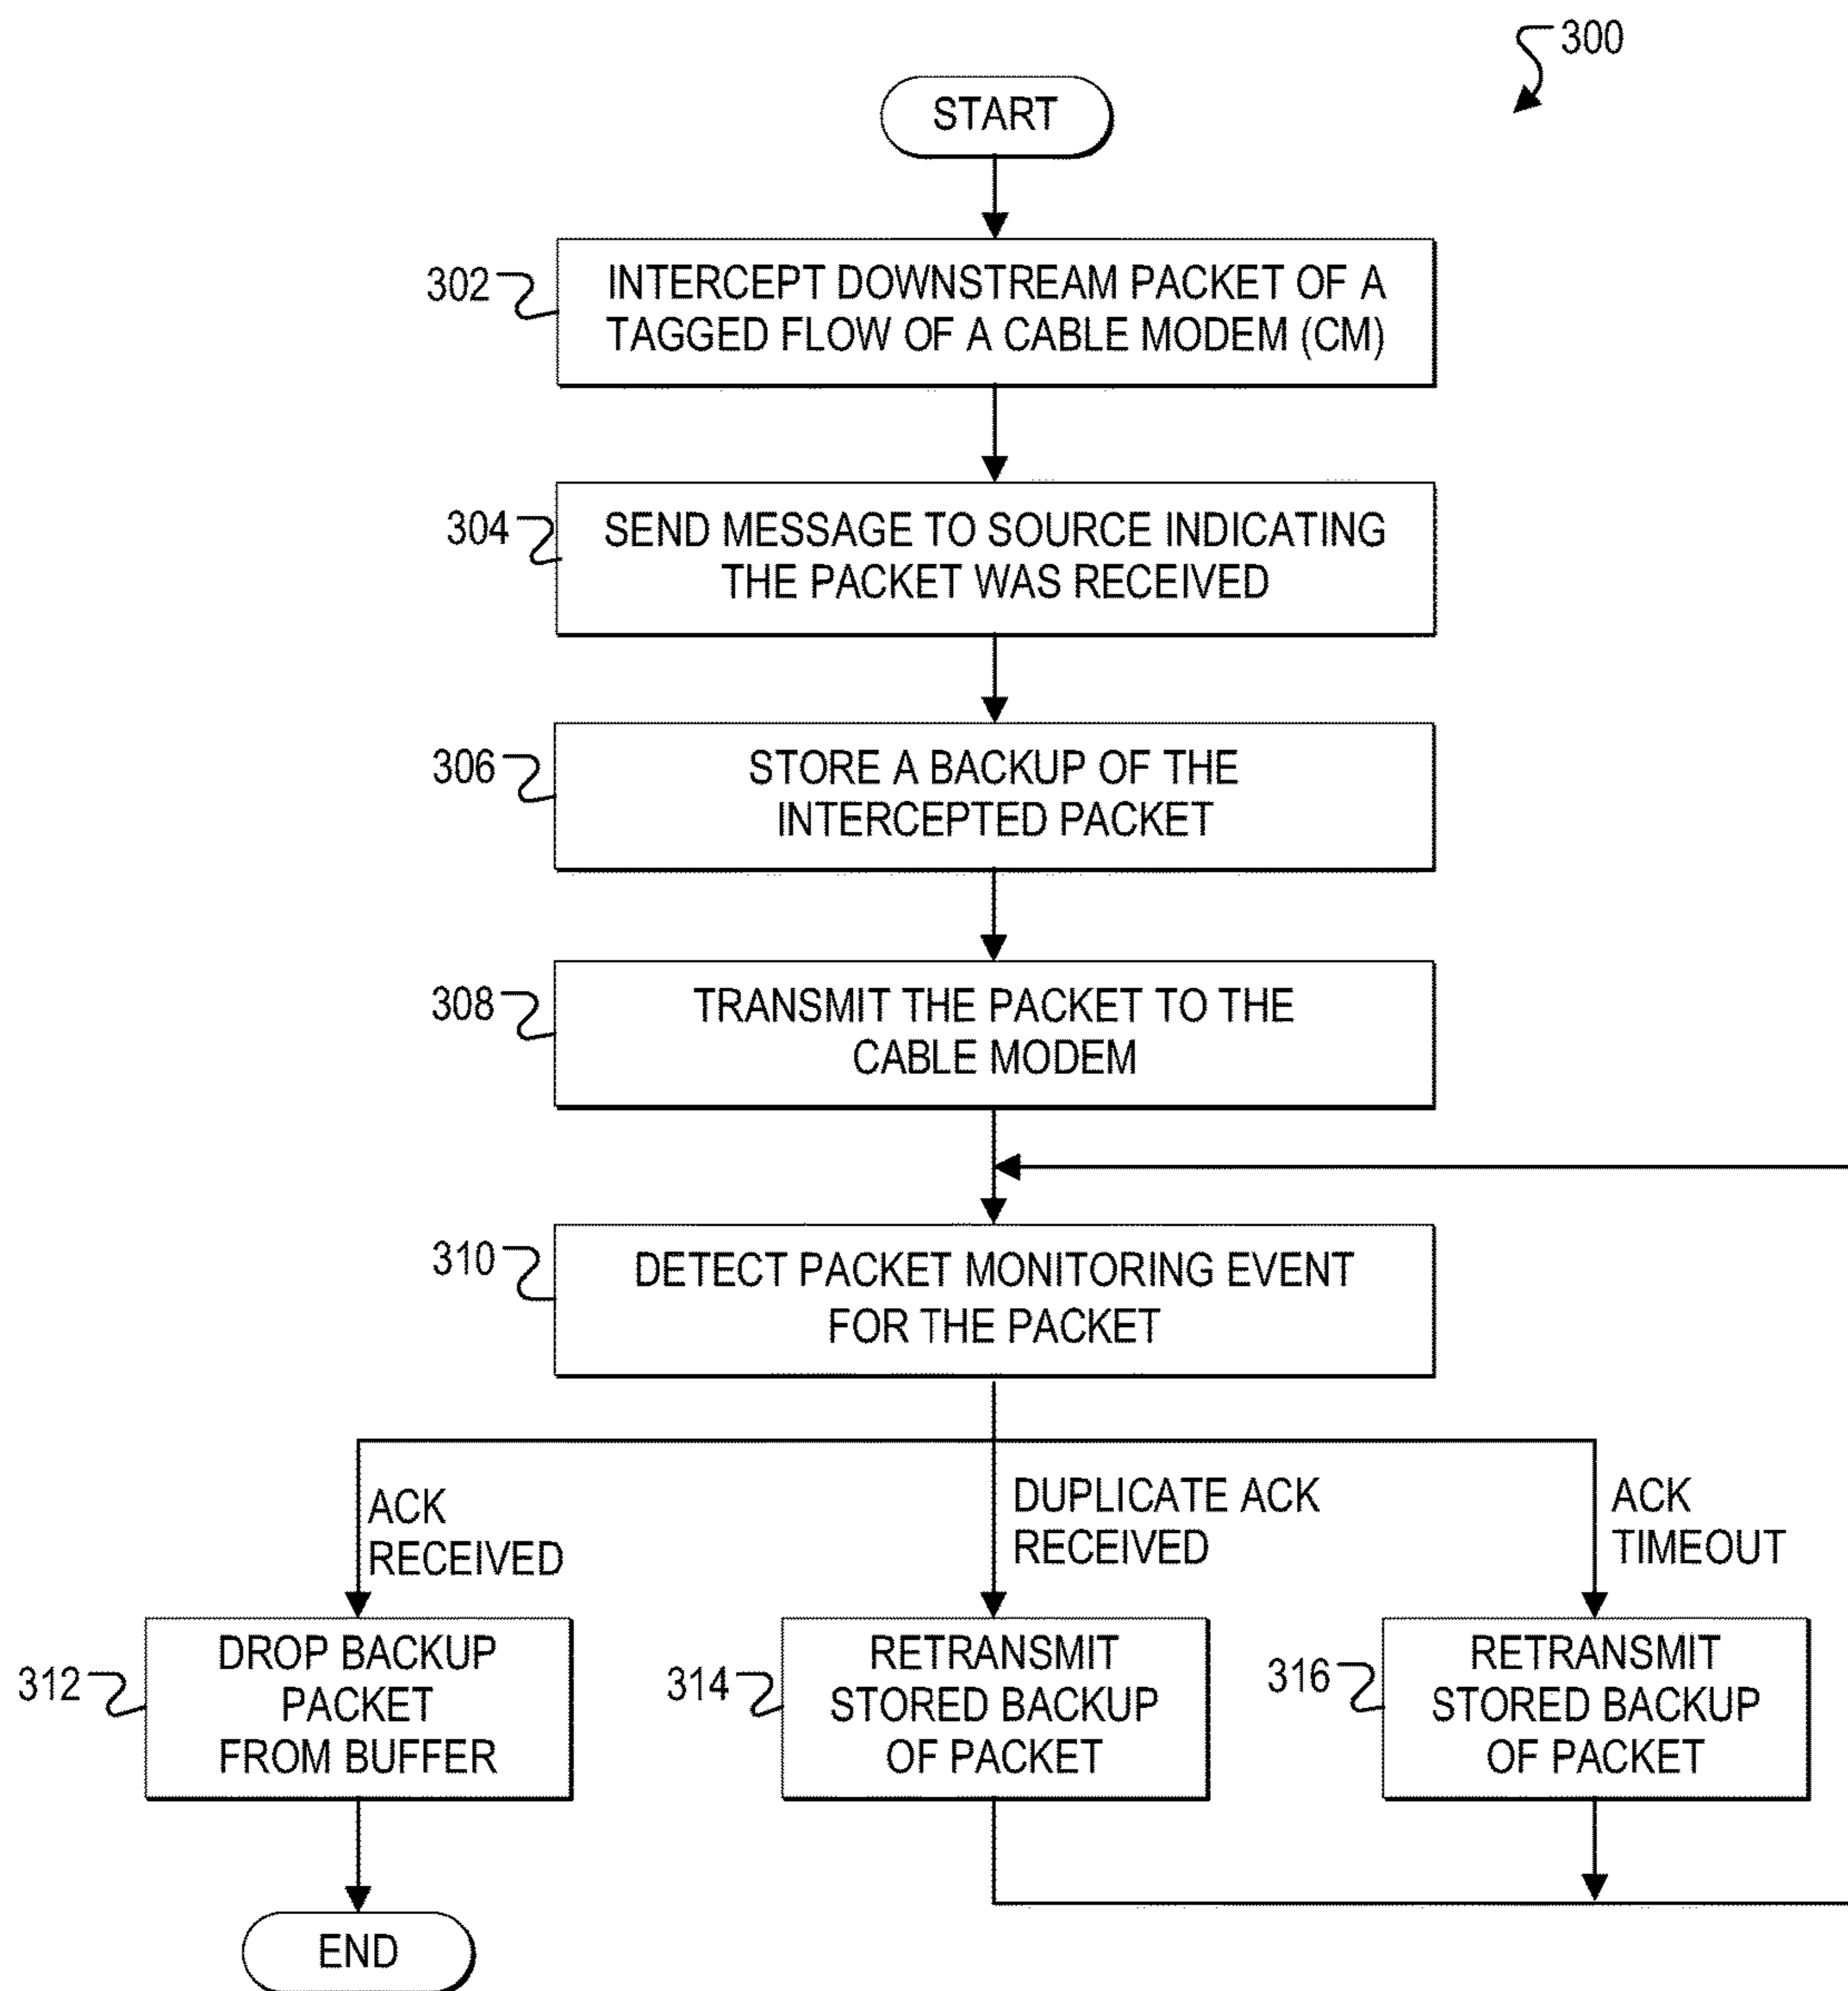 300
START
302
INTERCEPT DOWNSTREAM PACKET OF A
TAGGED FLOW OF A CABLE MODEM (CM)
304
SEND MESSAGE TO SOURCE INDICATING
THE PACKET WAS RECEIVED
306
STORE A BACKUP OF THE
INTERCEPTED PACKET
308
TRANSMIT THE PACKET TO THE
CABLE MODEM
310
DETECT PACKET MONITORING EVENT
FOR THE PACKET
ACK
RECEIVED
DUPLICATE ACK
RECEIVED
ACK
TIMEOUT
312
DROP BACKUP
PACKET
FROM BUFFER
314
RETRANSMIT
STORED BACKUP
OF PACKET
316
RETRANSMIT
STORED BACKUP
OF PACKET
END